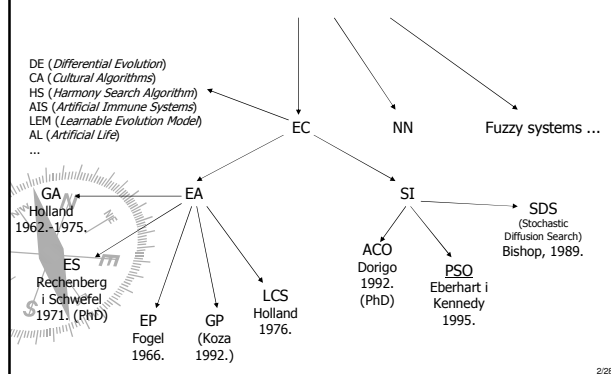 DE (Differential Evolution)
CA (Cultural Algorithms)
HS (Harmony Search Algorithm)
AIS (Artificial Immune Systems)
LEM (Learnable Evolution Model)
AL (Artificial Life)
...
EC
NN
Fuzzy systems ...
GA
Holland
1962.-1975.
EA
SI
SDS
(Stochastic
Diffusion Search)
Bishop, 1989.
ES
Rechenberg
i Schwefel
1971. (PhD)
EP
Fogel
1966.
GP
(Koza
1992.)
LCS
Holland
1976.
ACO
Dorigo
1992.
(PhD)
PSO
Eberhart i
Kennedy
1995.
N
NW
NE
E
S
2/28